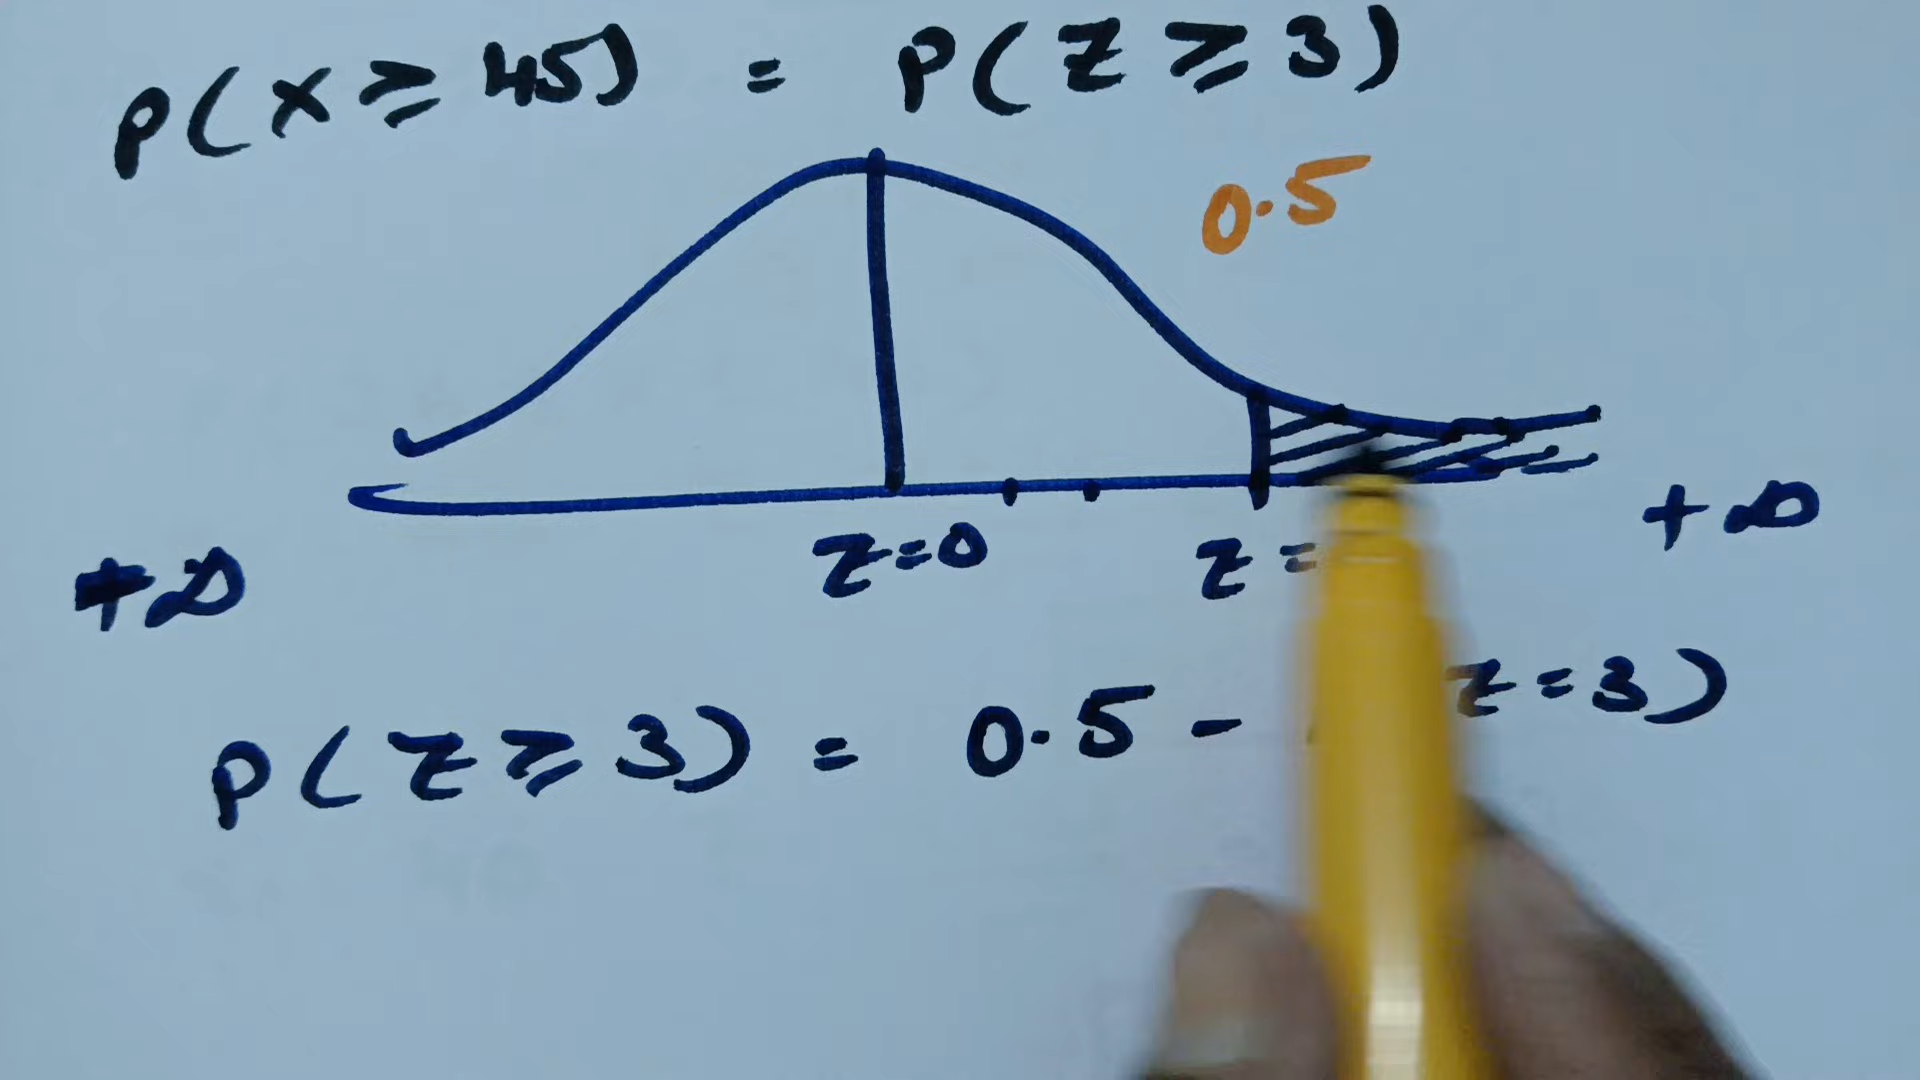 P(x ≥ 45) = P(Z ≥ 3)
0.5
Z=0 Z =
P(Z ≥ 3) = 0.5 - Z=3)